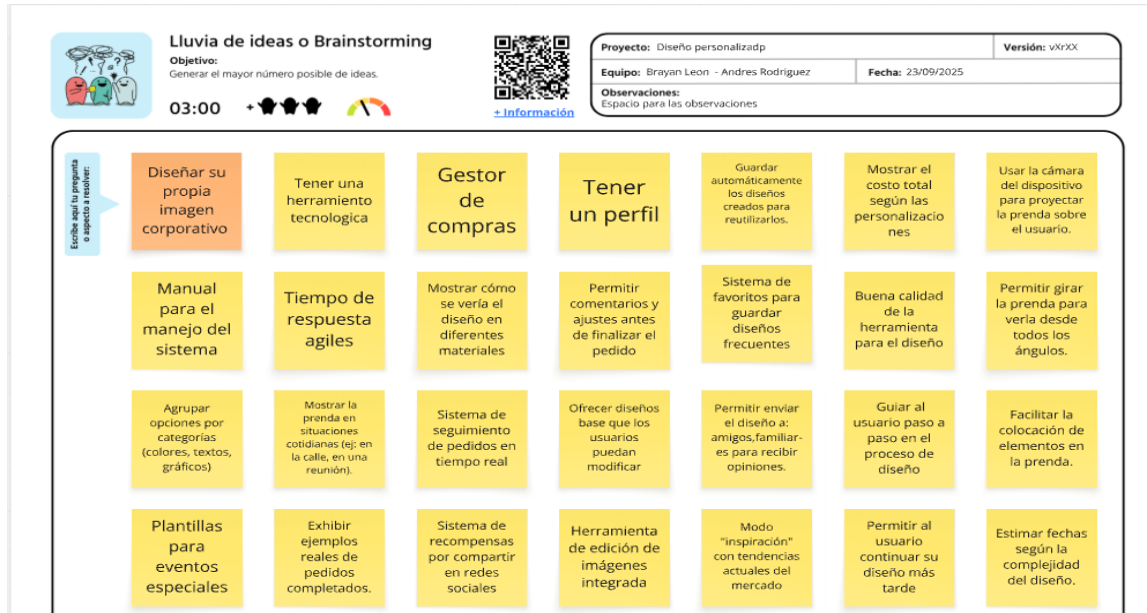 Lluvia de ideas o Brainstorming
Objetivo:
Generar el mayor número posible de ideas.
03:00
+
+ Información
Proyecto: Diseño personalizadp
Versión: vXrXX
Equipo: Brayan Leon - Andres Rodriguez
Fecha: 23/09/2025
Observaciones:
Espacio para las observaciones
Escribe aquí tu pregunta
o aspecto a resolver:
Diseñar su
propia
imagen
corporativo
Tener una
herramiento
tecnologica
Gestor
de
compras
Tener
un perfil
Guardar
automáticamente
los diseños
creados para
reutilizarlos.
Mostrar el
costo total
según las
personalizacio
nes
Usar la cámara
del dispositivo
para proyectar
la prenda sobre
el usuario.
Manual
para el
manejo del
sistema
Tiempo de
respuesta
agiles
Mostrar cómo
se vería el
diseño en
diferentes
materiales
Permitir
comentarios y
ajustes antes
de finalizar el
pedido
Sistema de
favoritos para
guardar
diseños
frecuentes
Buena calidad
de la
herramienta
para el diseño
Permitir girar
la prenda para
verla desde
todos los
ángulos.
Agrupar
opciones por
categorías
(colores, textos,
gráficos)
Mostrar la
prenda en
situaciones
cotidianas (ej: en
la calle, en una
reunión).
Sistema de
seguimiento
de pedidos en
tiempo real
Ofrecer diseños
base que los
usuarios
puedan
modificar
Permitir enviar
el diseño a:
amigos,familiar-
es para recibir
opiniones.
Guiar al
usuario paso a
paso en el
proceso de
diseño
Facilitar la
colocación de
elementos en
la prenda.
Plantillas
para
eventos
especiales
Exhibir
ejemplos
reales de
pedidos
completados.
Sistema de
recompensas
por compartir
en redes
sociales
Herramienta
de edición de
imágenes
integrada
Modo
"inspiración"
con tendencias
actuales del
mercado
Permitir al
usuario
continuar su
diseño más
tarde
Estimar fechas
según la
complejidad
del diseño.